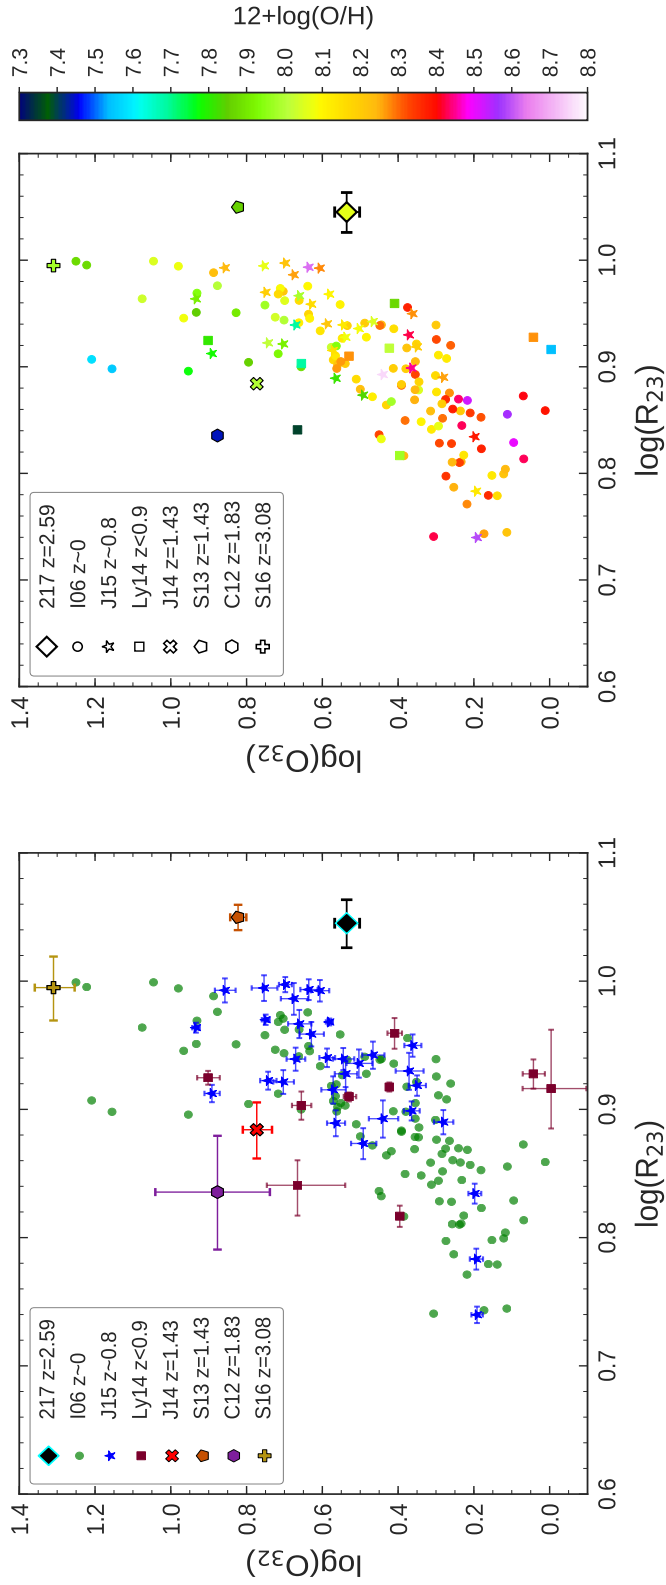 217 z=2.59
I06 z~0
J15 z~0.8
Ly14 z<0.9
J14 z=1.43
S13 z=1.43
C12 z=1.83
S16 z=3.08
1.4
1.2
1.0
0.8
0.6
0.4
0.2
0.0
log(O32)
0.6 0.7 0.8 0.9 1.0 1.1
log(R23)
217 z=2.59
I06 z~0
J15 z~0.8
Ly14 z<0.9
J14 z=1.43
S13 z=1.43
C12 z=1.83
S16 z=3.08
1.4
1.2
1.0
0.8
0.6
0.4
0.2
0.0
log(O32)
0.6 0.7 0.8 0.9 1.0 1.1
log(R23)
7.3
7.4
7.5
7.6
7.7
7.8
7.9
8.0
8.1
8.2
8.3
8.4
8.5
8.6
8.7
8.8
12+log(O/H)